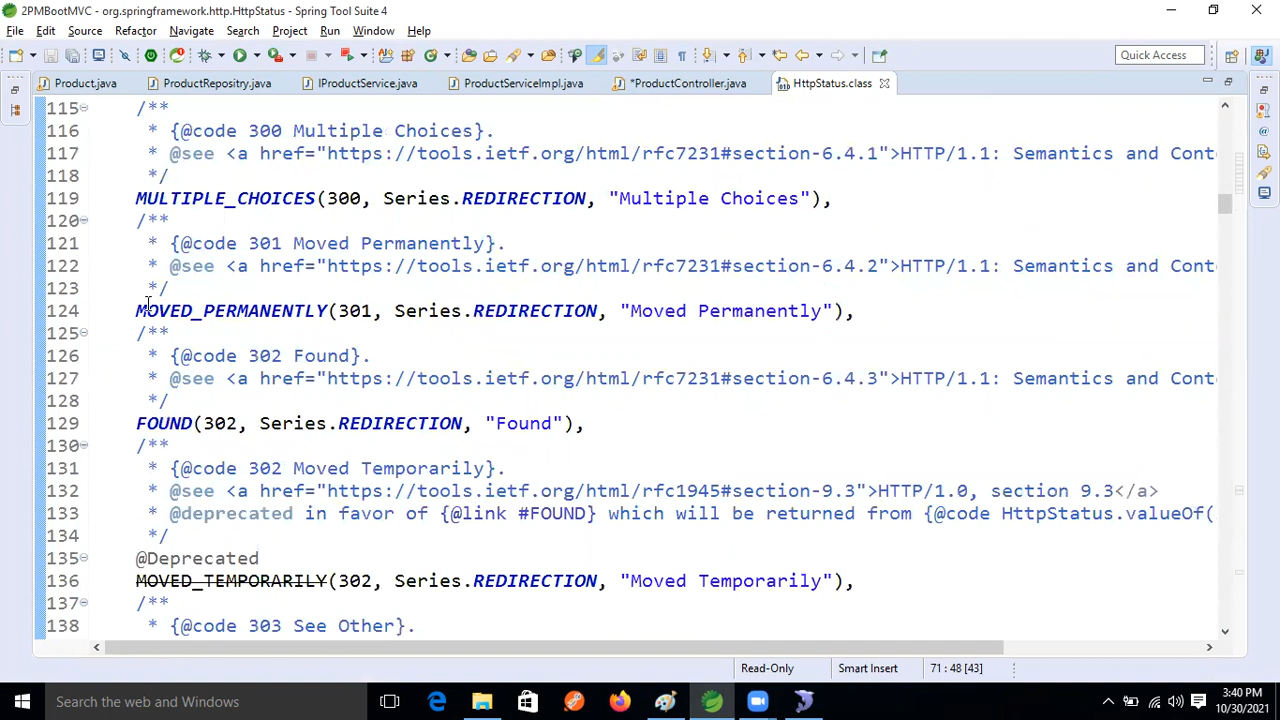 2PMBootMVC - org.springframework.http.HttpStatus - Spring Tool Suite 4
File Edit Source Refactor Navigate Search Project Run Window Help
Quick Access
Product.java ProductRepositry.java IProductService.java ProductServiceImpl.java *ProductController.java HttpStatus.class
115 /**
116 * {@code 300 Multiple Choices}.
117 * @see <a href="https://tools.ietf.org/html/rfc7231#section-6.4.1">HTTP/1.1: Semantics and Cont
118 */
119 MULTIPLE_CHOICES(300, Series.REDIRECTION, "Multiple Choices"),
120 /**
121 * {@code 301 Moved Permanently}.
122 * @see <a href="https://tools.ietf.org/html/rfc7231#section-6.4.2">HTTP/1.1: Semantics and Cont
123 */
124 MOVED_PERMANENTLY(301, Series.REDIRECTION, "Moved Permanently"),
125 /**
126 * {@code 302 Found}.
127 * @see <a href="https://tools.ietf.org/html/rfc7231#section-6.4.3">HTTP/1.1: Semantics and Cont
128 */
129 FOUND(302, Series.REDIRECTION, "Found"),
130 /**
131 * {@code 302 Moved Temporarily}.
132 * @see <a href="https://tools.ietf.org/html/rfc1945#section-9.3">HTTP/1.0, section 9.3</a>
133 * @deprecated in favor of {@link #FOUND} which will be returned from {@code HttpStatus.valueOf(
134 */
135 @Deprecated
136 MOVED_TEMPORARILY(302, Series.REDIRECTION, "Moved Temporarily"),
137 /**
138 * {@code 303 See Other}.
Read-Only Smart Insert 71 : 48 [43]
Search the web and Windows
3:40 PM
10/30/2021